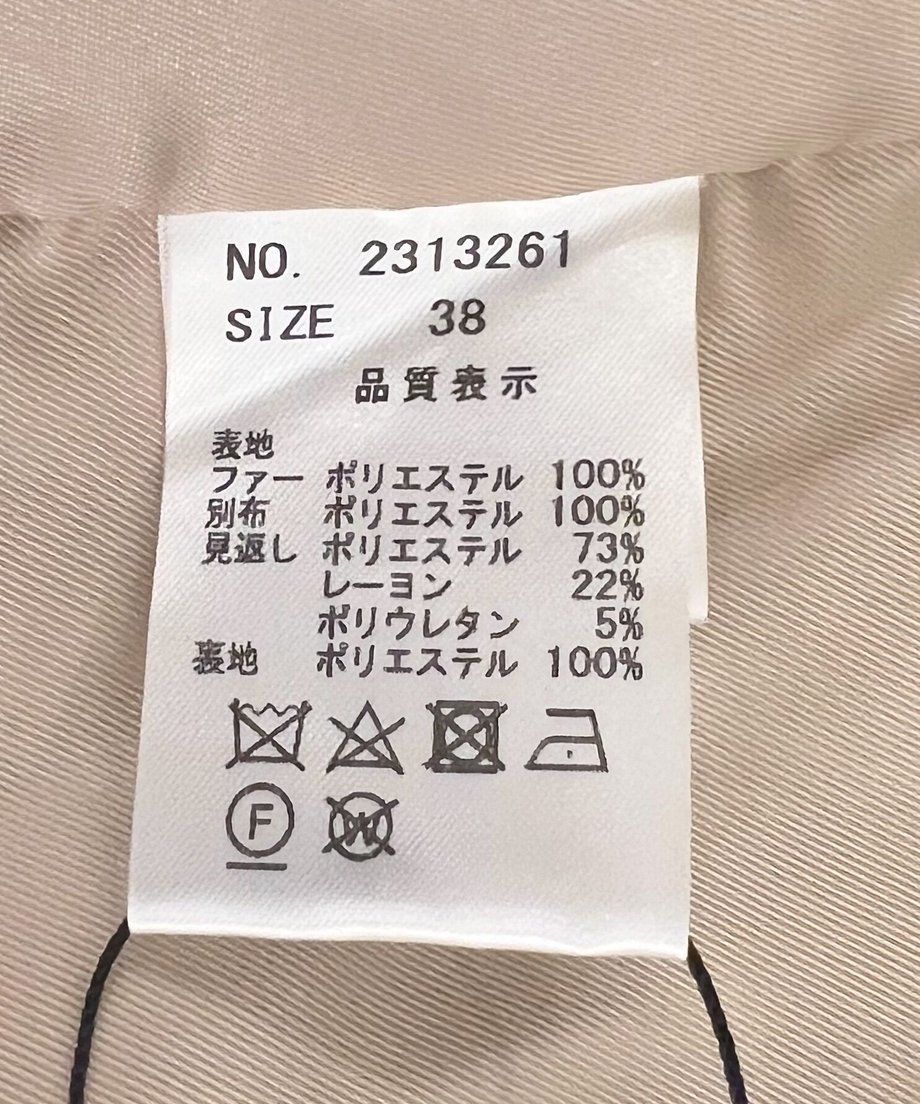 NO. 2313261
SIZE 38
品質表示
表地
ファー ポリエステル 100%
別布 ポリエステル 100%
見返し ポリエステル 73%
レーヨン 22%
ポリウレタン 5%
裏地 ポリエステル 100%
F W